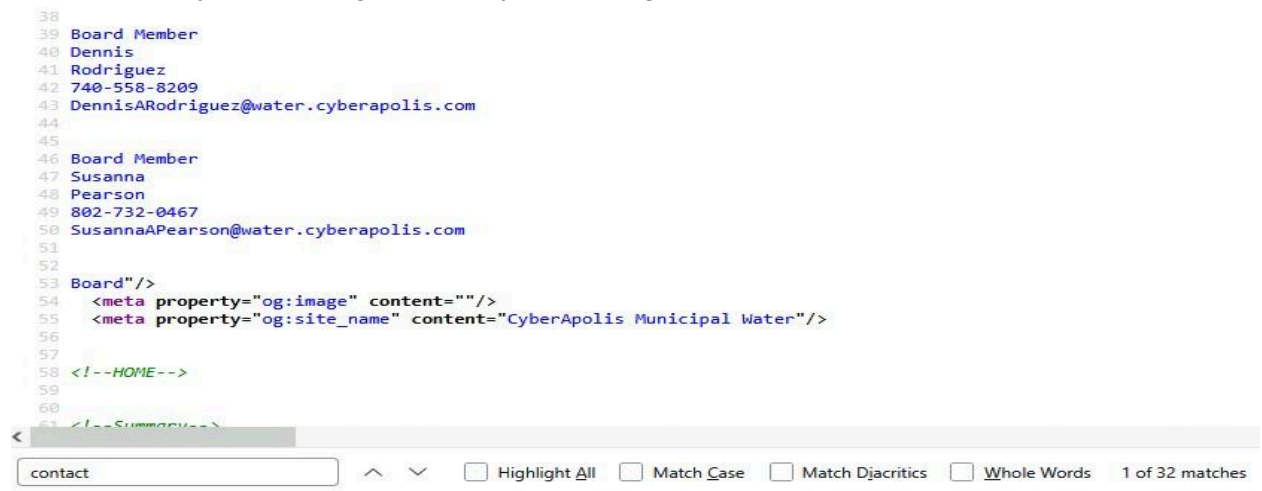 38
39 Board Member
40 Dennis
41 Rodriguez
42 740-558-8209
43 DennisARodriguez@water.cyberapolis.com
44
45
46 Board Member
47 Susanna
48 Pearson
49 802-732-0467
50 SusannaAPearson@water.cyberapolis.com
51
52
53 Board"/>
54 <meta property="og:image" content=""/>
55 <meta property="og:site_name" content="CyberApolis Municipal Water"/>
56
57
58 <!--HOME-->
59
60
61 <!--Summary-->
contact Highlight All Match Case Match Diacritics Whole Words 1 of 32 matches